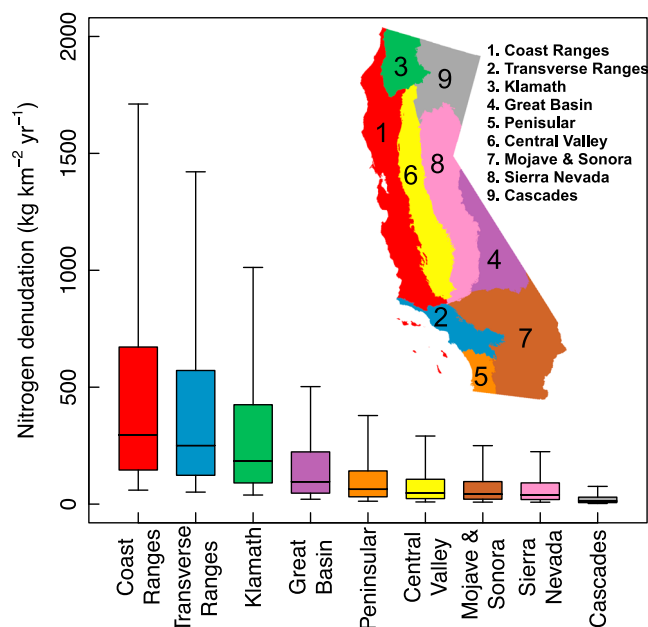 Nitrogen denudation (kg km⁻² yr⁻¹)
2000
1500
1000
500
0
1. Coast Ranges
2. Transverse Ranges
3. Klamath
4. Great Basin
5. Penisular
6. Central Valley
7. Mojave & Sonora
8. Sierra Nevada
9. Cascades
3
9
1
6
8
4
2
7
5
Coast
Ranges
Transverse
Ranges
Klamath
Great
Basin
Peninsular
Central
Valley
Mojave &
Sonora
Sierra
Nevada
Cascades